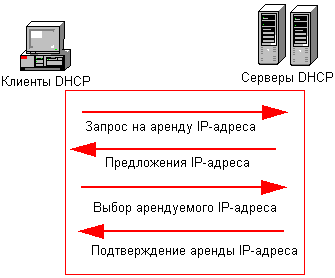 Клиенты DHCP
Серверы DHCP
Запрос на аренду IP-адреса
Предложения IP-адреса
Выбор арендуемого IP-адреса
Подтверждение аренды IP-адреса